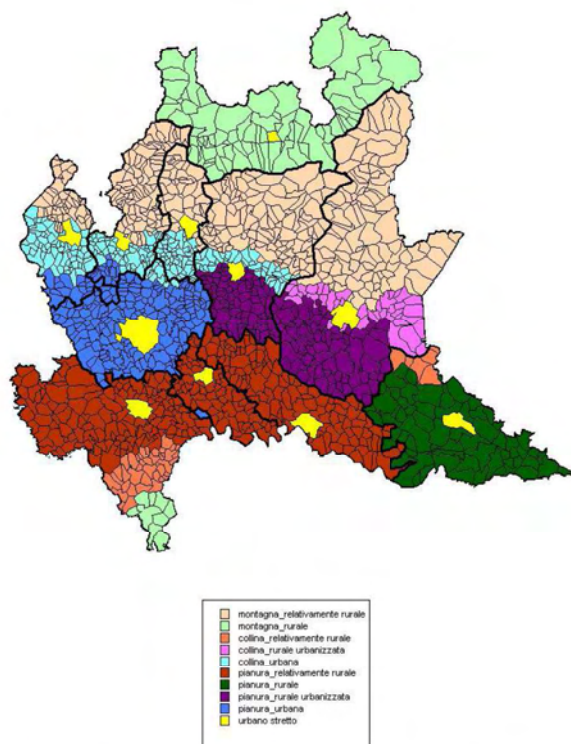 montagna_relativamente rurale
montagna_rurale
collina_relativamente rurale
collina_rurale urbanizzata
collina_urbana
pianura_relativamente rurale
pianura_rurale
pianura_rurale urbanizzata
pianura_urbana
urbano stretto